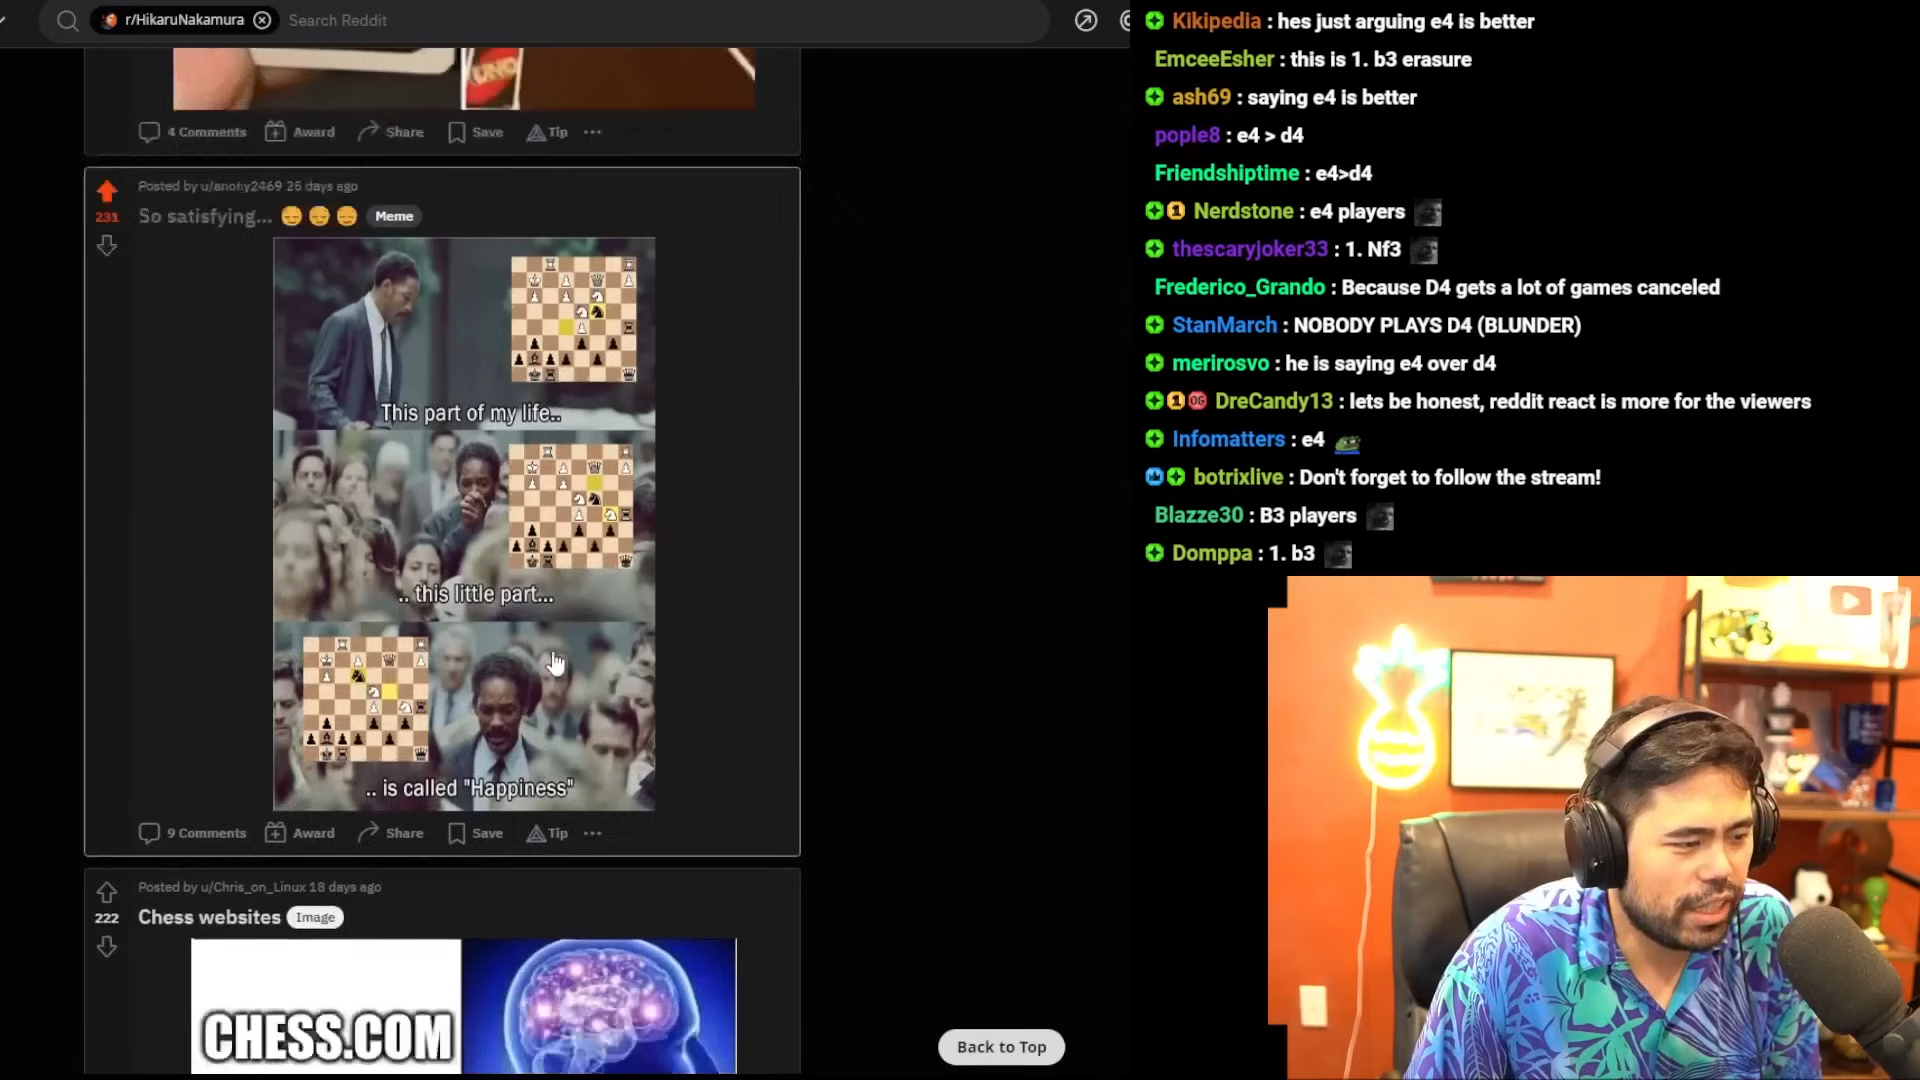 r/HikaruNakamura
Search Reddit
UNO
4 Comments
Award
Share
Save
Tip
Posted by u/anony2469 25 days ago
231
So satisfying... 😌 😌 😌 Meme
This part of my life..
.. this little part...
.. is called "Happiness"
9 Comments
Award
Share
Save
Tip
Posted by u/Chris_on_Linux 18 days ago
222
Chess websites Image
CHESS.COM
Back to Top
Kikipedia : hes just arguing e4 is better
EmceeEsher : this is 1. b3 erasure
ash69 : saying e4 is better
pople8 : e4 > d4
Friendshiptime : e4>d4
1 Nerdstone : e4 players
thescaryjoker33 : 1. Nf3
Frederico_Grando : Because D4 gets a lot of games canceled
StanMarch : NOBODY PLAYS D4 (BLUNDER)
merirosvo : he is saying e4 over d4
1 OG DreCandy13 : lets be honest, reddit react is more for the viewers
Infomatters : e4
botrixlive : Don't forget to follow the stream!
Blazze30 : B3 players
Domppa : 1. b3